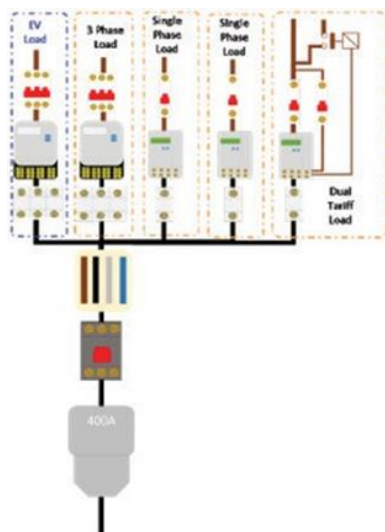 EV
Load
3 Phase
Load
Single
Phase
Load
Single
Phase
Load
Dual
Tariff
Load
400A